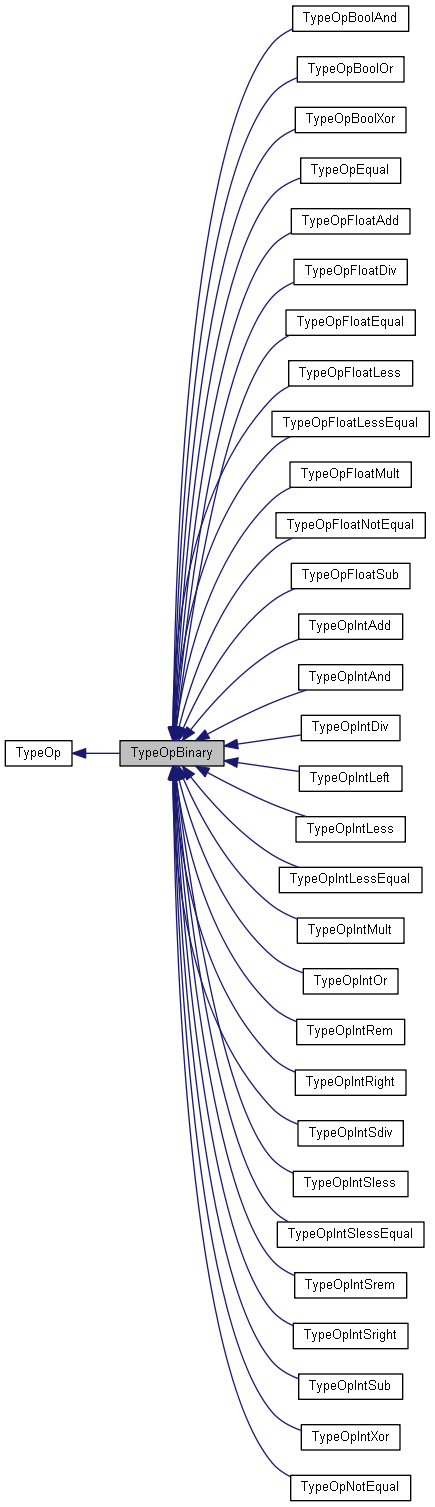 TypeOpBoolAnd
TypeOpBoolOr
TypeOpBoolXor
TypeOpEqual
TypeOpFloatAdd
TypeOpFloatDiv
TypeOpFloatEqual
TypeOpFloatLess
TypeOpFloatLessEqual
TypeOpFloatMult
TypeOpFloatNotEqual
TypeOpFloatSub
TypeOpIntAdd
TypeOpIntAnd
TypeOpIntDiv
TypeOp
TypeOpBinary
TypeOpIntLeft
TypeOpIntLess
TypeOpIntLessEqual
TypeOpIntMult
TypeOpIntOr
TypeOpIntRem
TypeOpIntRight
TypeOpIntSdiv
TypeOpIntSless
TypeOpIntSlessEqual
TypeOpIntSrem
TypeOpIntSright
TypeOpIntSub
TypeOpIntXor
TypeOpNotEqual